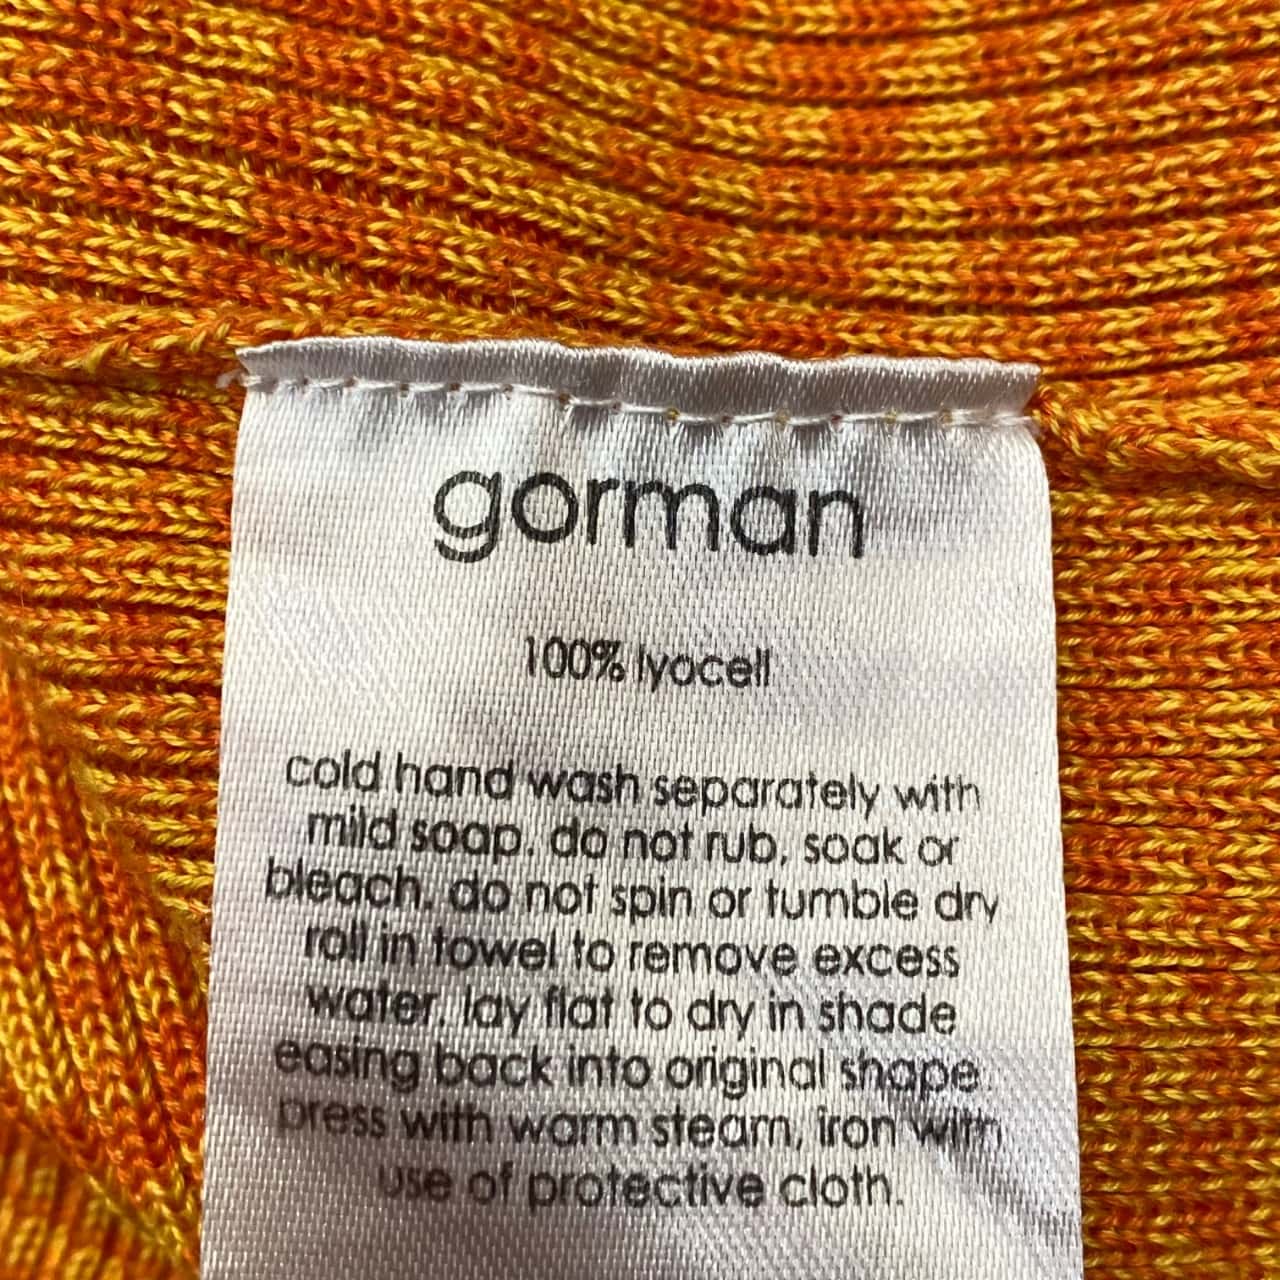 gorman
100% lyocell
cold hand wash separately with
mild soap. do not rub, soak or
bleach. do not spin or tumble dry
roll in towel to remove excess
water. lay flat to dry in shade
easing back into original shape.
press with warm steam, iron with
use of protective cloth.